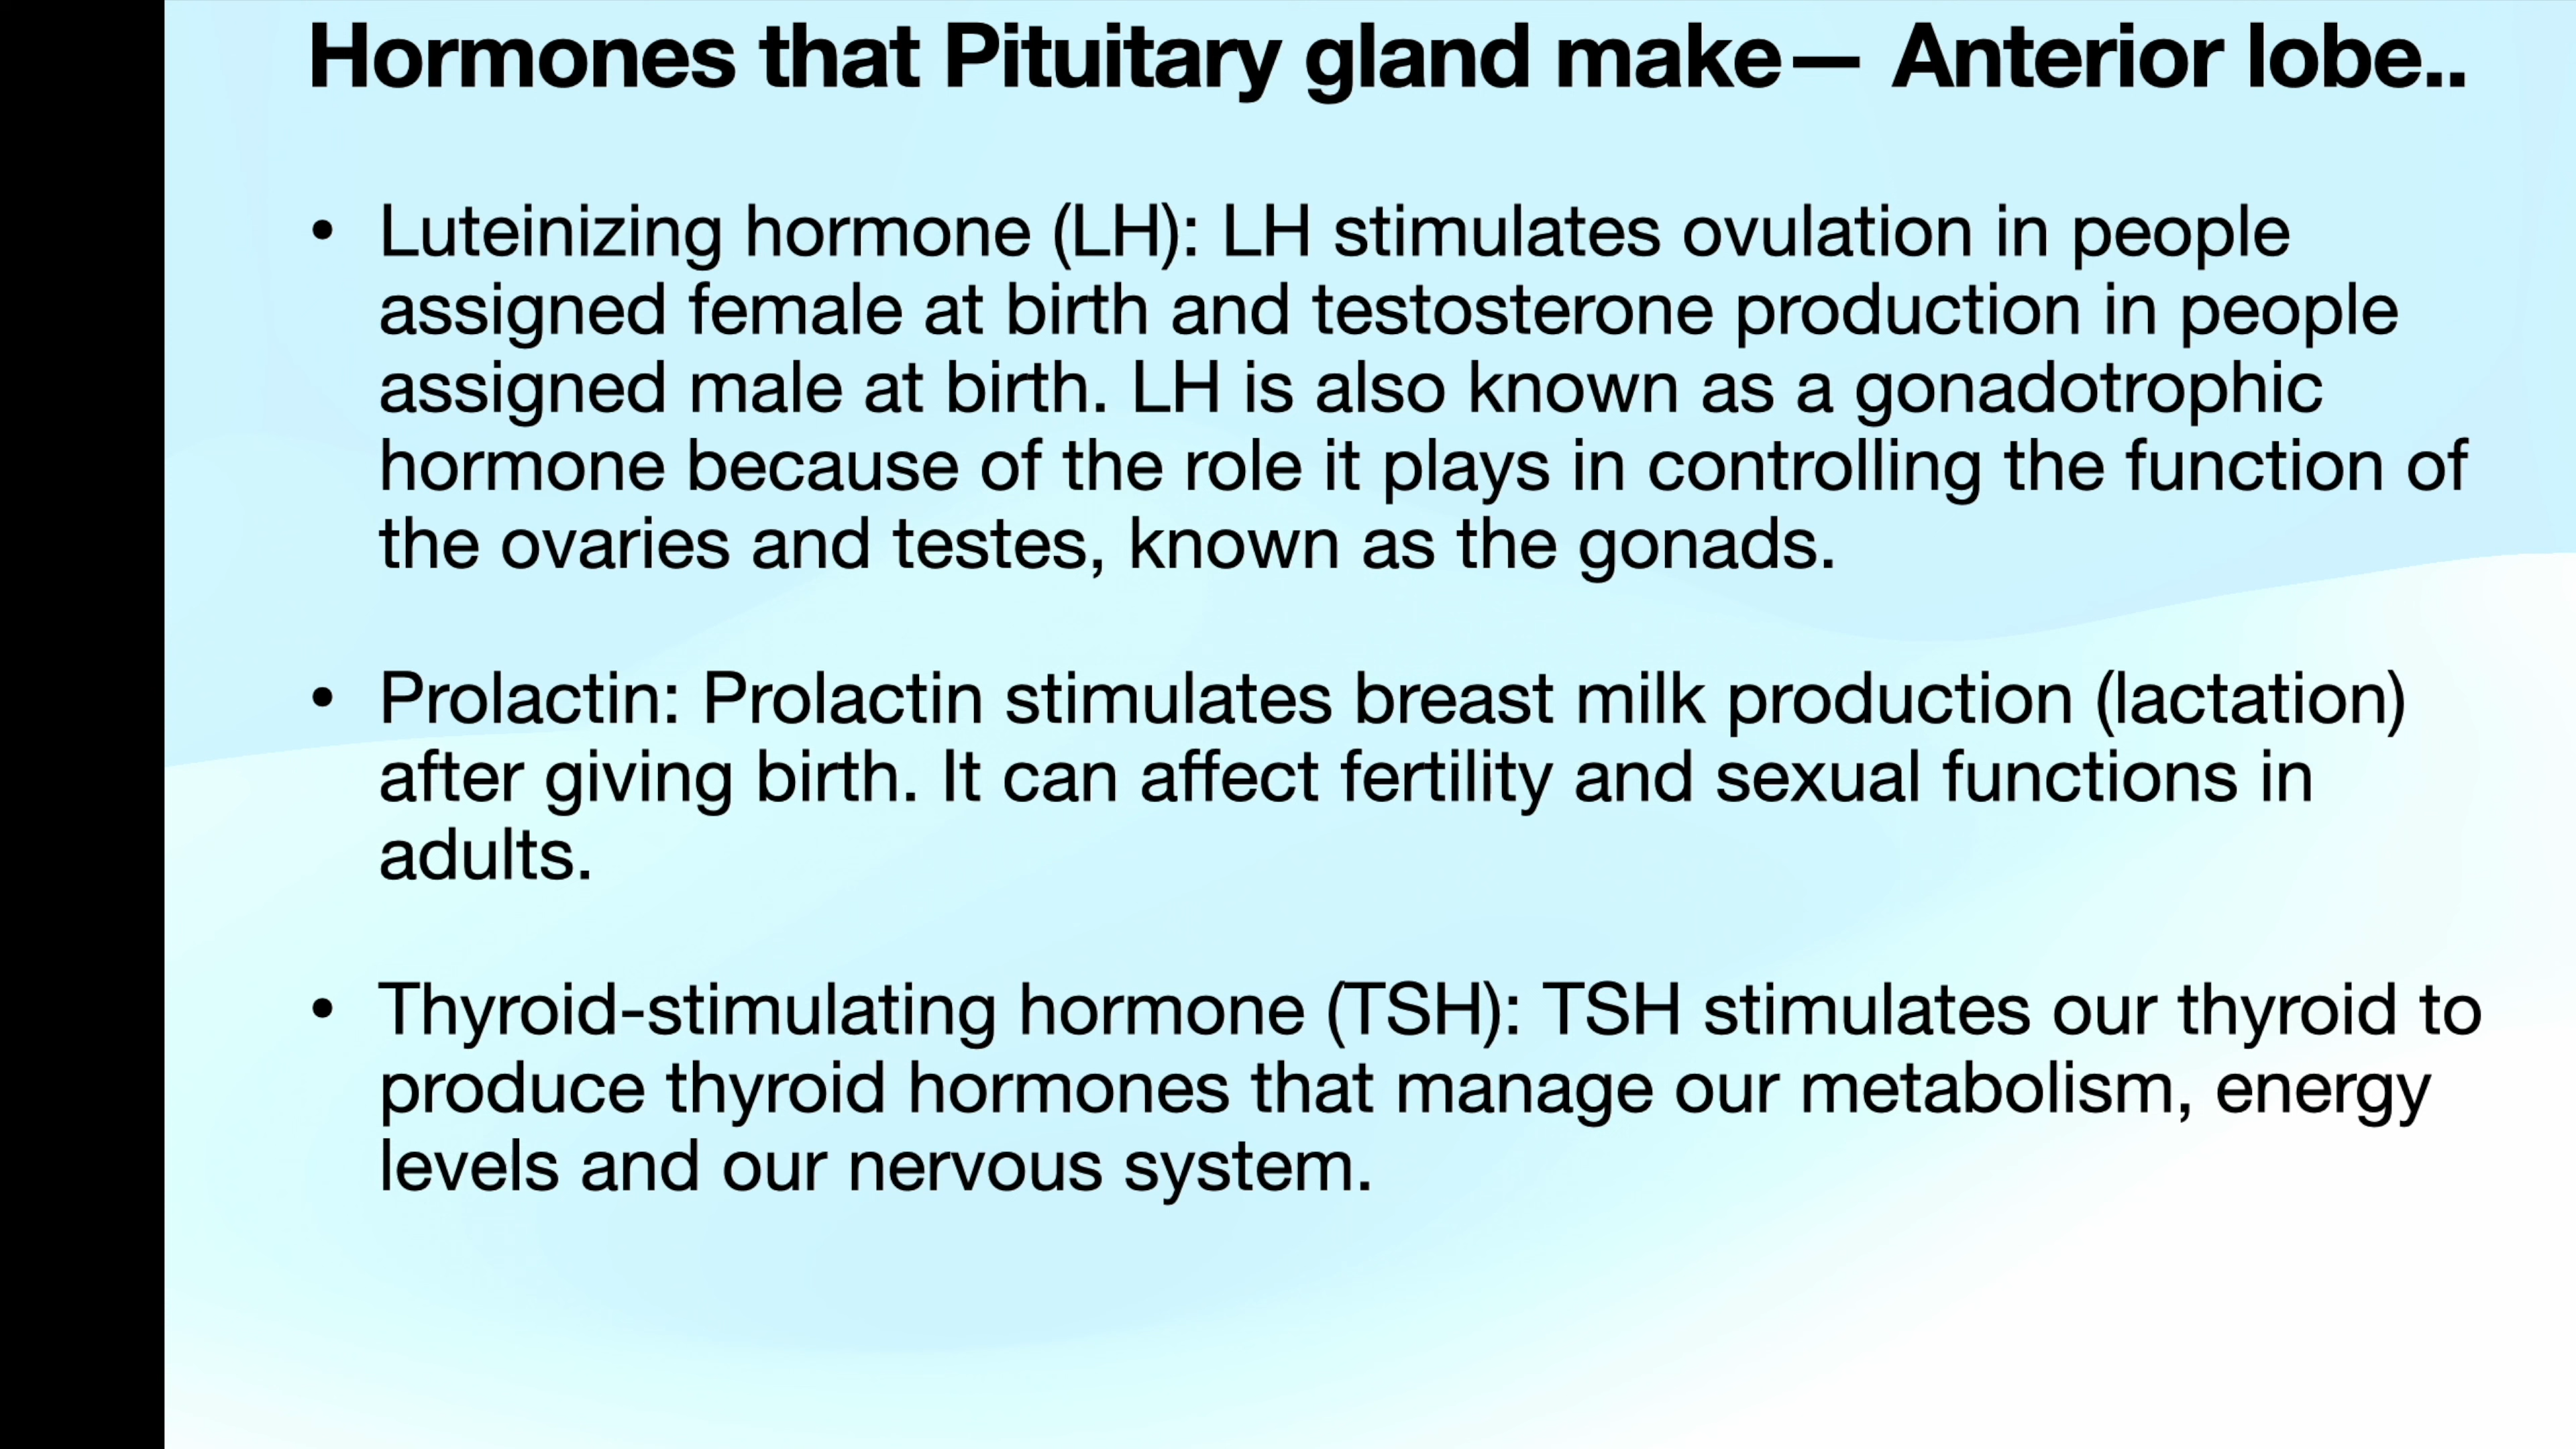 Hormones that Pituitary gland make— Anterior lobe..
• Luteinizing hormone (LH): LH stimulates ovulation in people
assigned female at birth and testosterone production in people
assigned male at birth. LH is also known as a gonadotrophic
hormone because of the role it plays in controlling the function of
the ovaries and testes, known as the gonads.
• Prolactin: Prolactin stimulates breast milk production (lactation)
after giving birth. It can affect fertility and sexual functions in
adults.
• Thyroid-stimulating hormone (TSH): TSH stimulates our thyroid to
produce thyroid hormones that manage our metabolism, energy
levels and our nervous system.